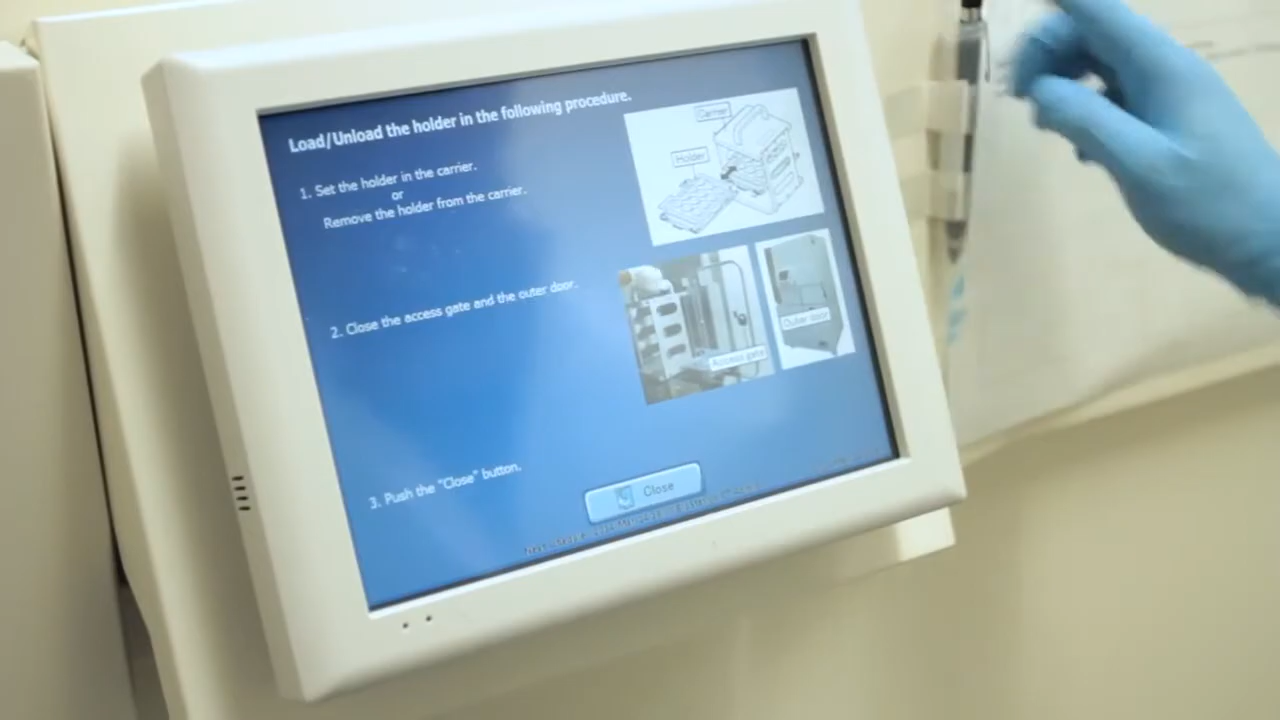 Load/Unload the holder in the following procedure.
1. Set the holder in the carrier.
or
Remove the holder from the carrier.
Carrier
Holder
2. Close the access gate and the outer door.
Access gate
Outer door
3. Push the "Close" button.
Close